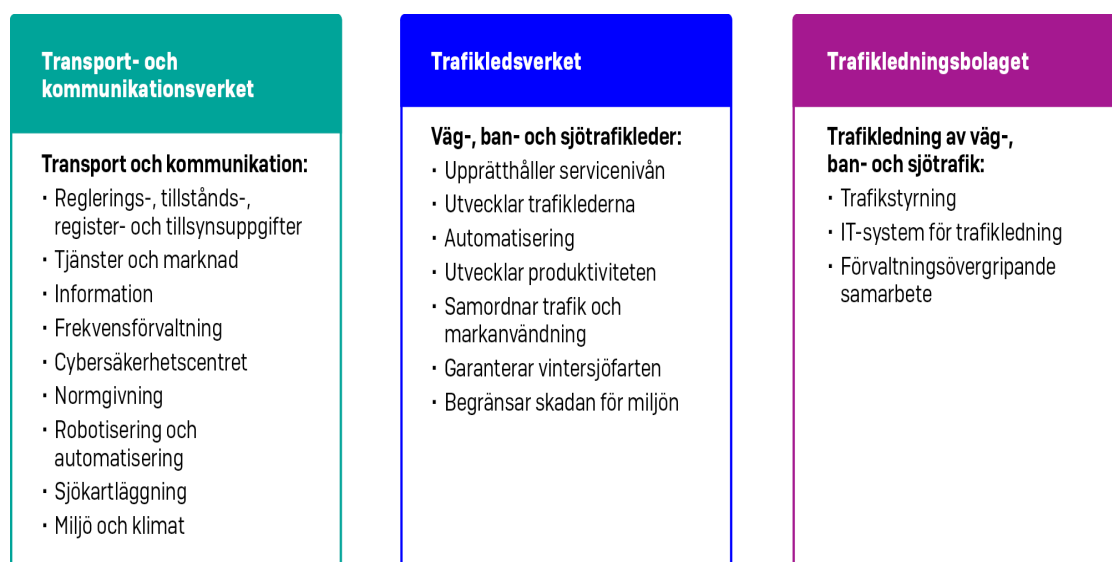 Transport- och
kommunikationsverket
Transport och kommunikation:
· Reglerings-, tillstånds-,
register- och tillsynsuppgifter
· Tjänster och marknad
· Information
· Frekvensförvaltning
· Cybersäkerhetscentret
· Normgivning
· Robotisering och
automatisering
· Sjökartläggning
· Miljö och klimat
Trafikledsverket
Väg-, ban- och sjötrafikleder:
· Upprätthåller servicenivån
· Utvecklar trafiklederna
· Automatisering
· Utvecklar produktiviteten
· Samordnar trafik och
markanvändning
· Garanterar vintersjöfarten
· Begränsar skadan för miljön
Trafikledningsbolaget
Trafikledning av väg-,
ban- och sjötrafik:
· Trafikstyrning
· IT-system för trafikledning
· Förvaltningsövergripande
samarbete